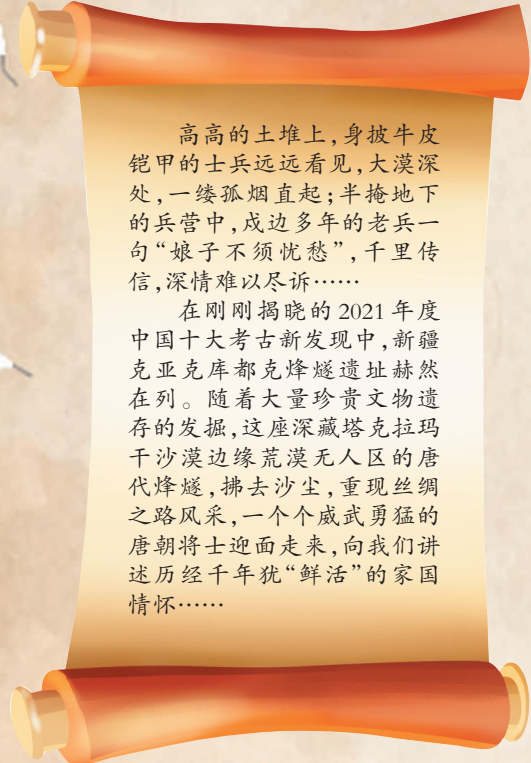 高高的土堆上,身披牛皮
铠甲的士兵远远看见,大漠深
处,一缕孤烟直起;半掩地下
的兵营中,戍边多年的老兵一
句“娘子不须忧愁”,千里传
信,深情难以尽诉……
在刚刚揭晓的2021年度
中国十大考古新发现中,新疆
克亚克库都克烽燧遗址赫然
在列。随着大量珍贵文物遗
存的发掘,这座深藏塔克拉玛
干沙漠边缘荒漠无人区的唐
代烽燧,拂去沙尘,重现丝绸
之路风采,一个个威武勇猛的
唐朝将士迎面走来,向我们讲
述历经千年犹“鲜活”的家国
情怀……